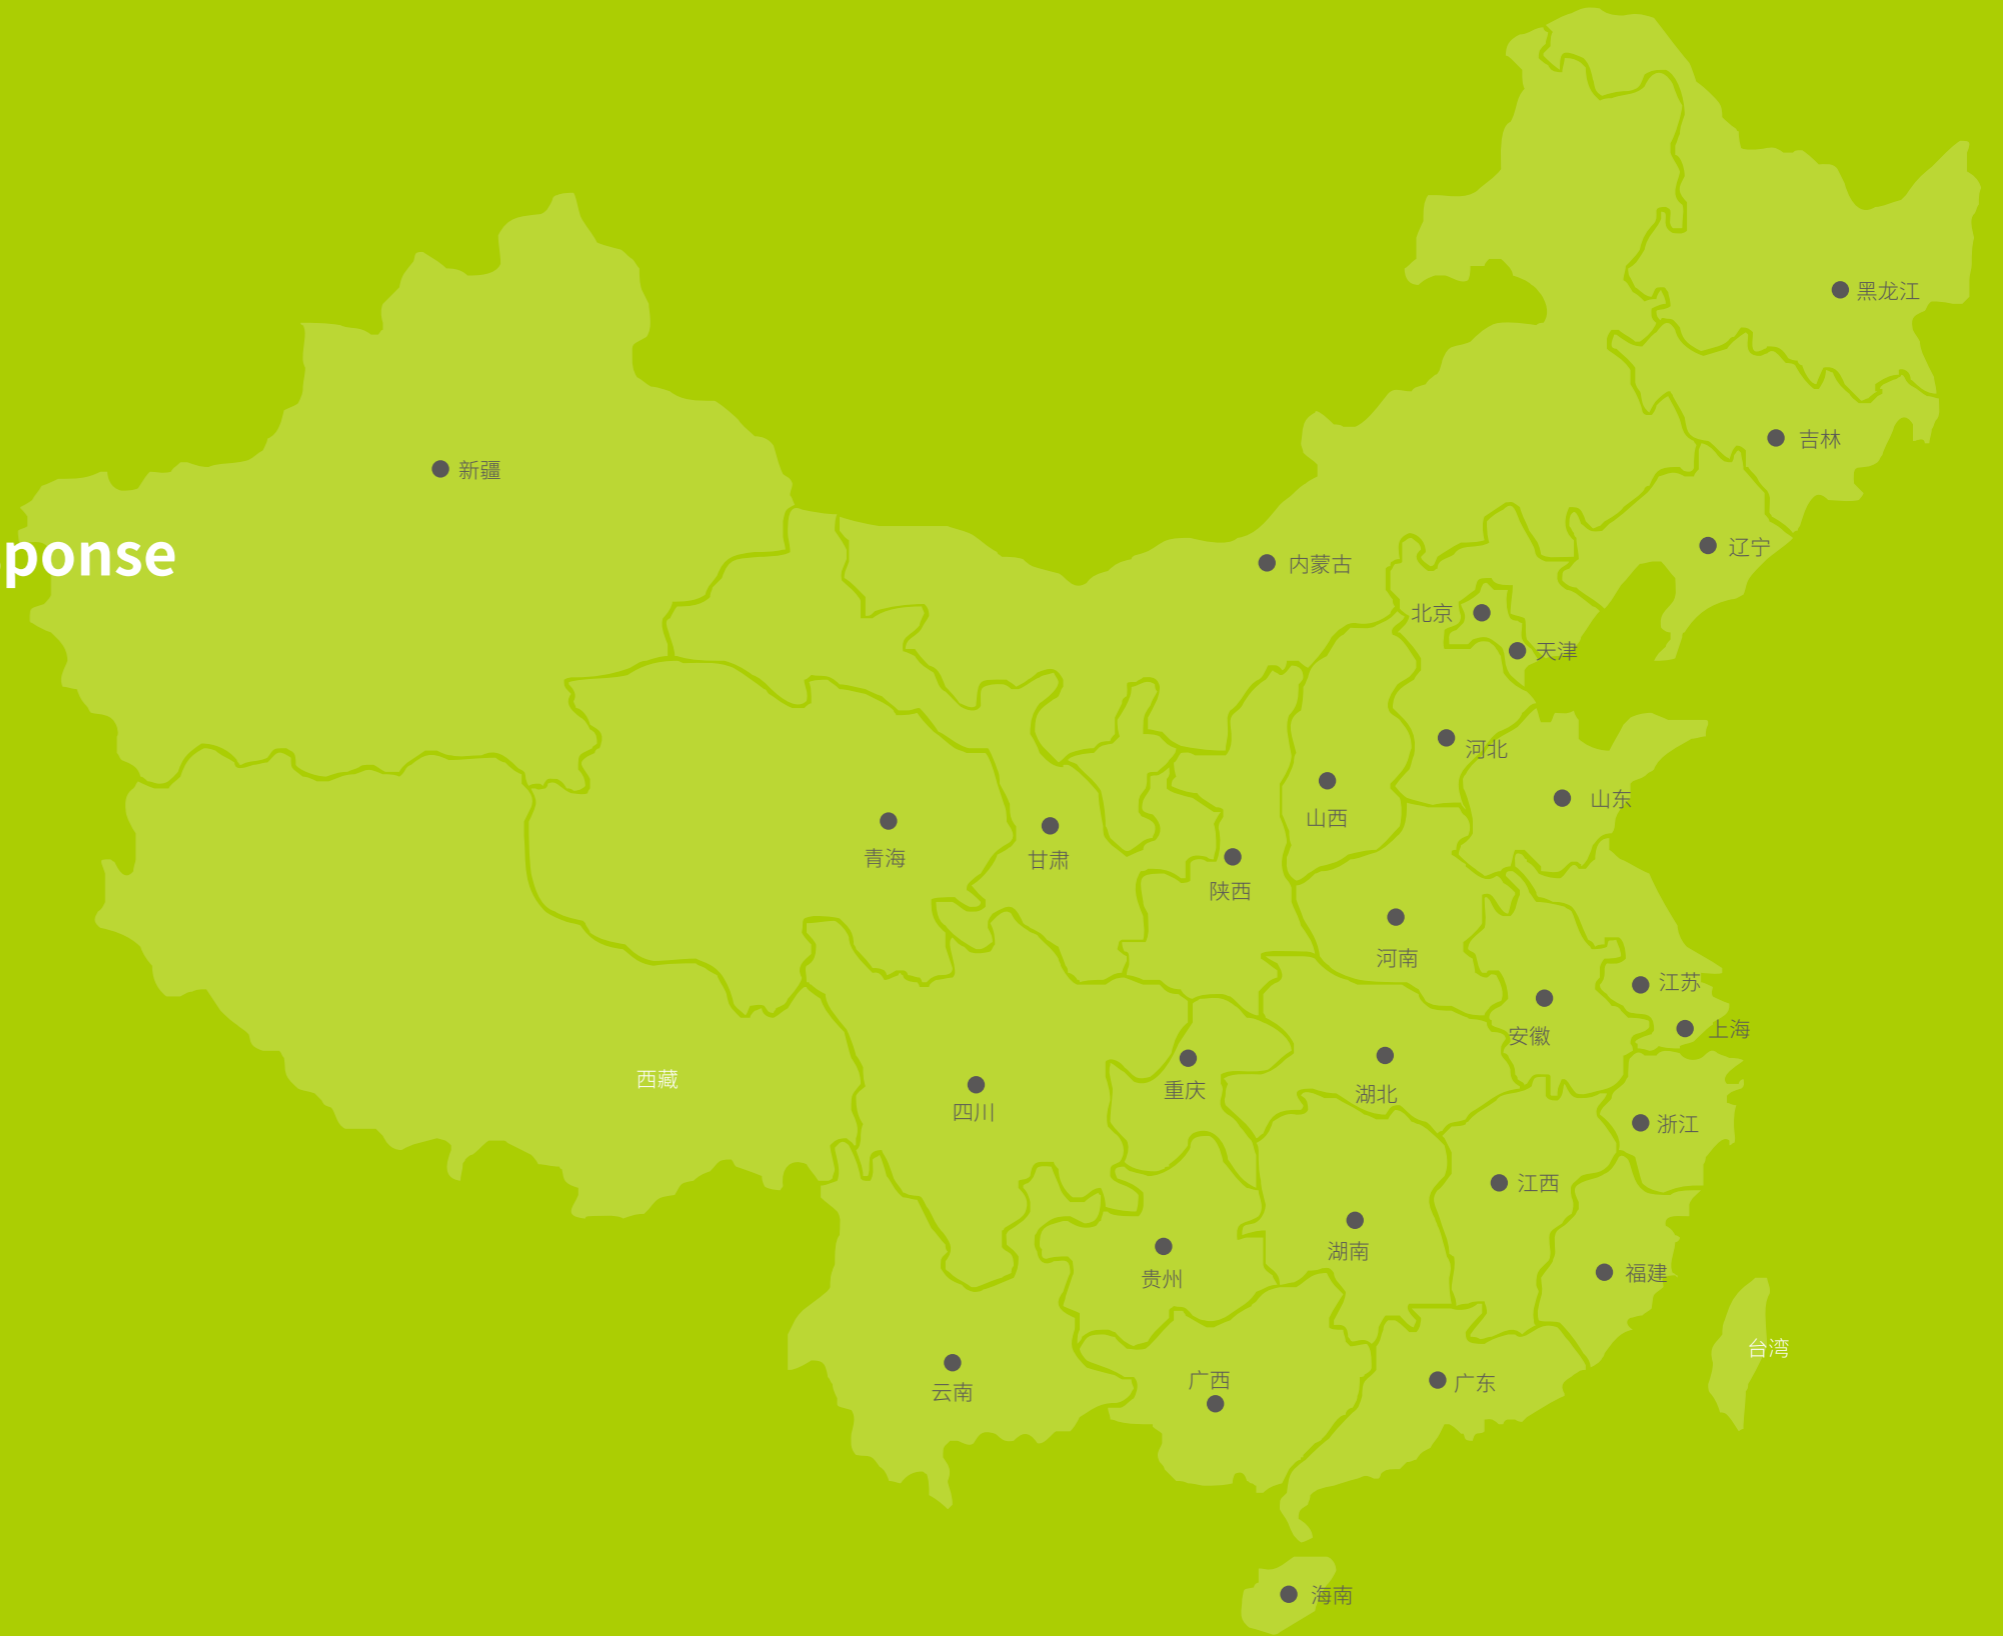 黑龙江
吉林
新疆
辽宁
ponse
内蒙古
北京
天津
河北
山东
山西
青海
甘肃
陕西
河南
江苏
上海
安徽
西藏
重庆
湖北
四川
浙江
江西
湖南
福建
贵州
台湾
广西
广东
云南
海南